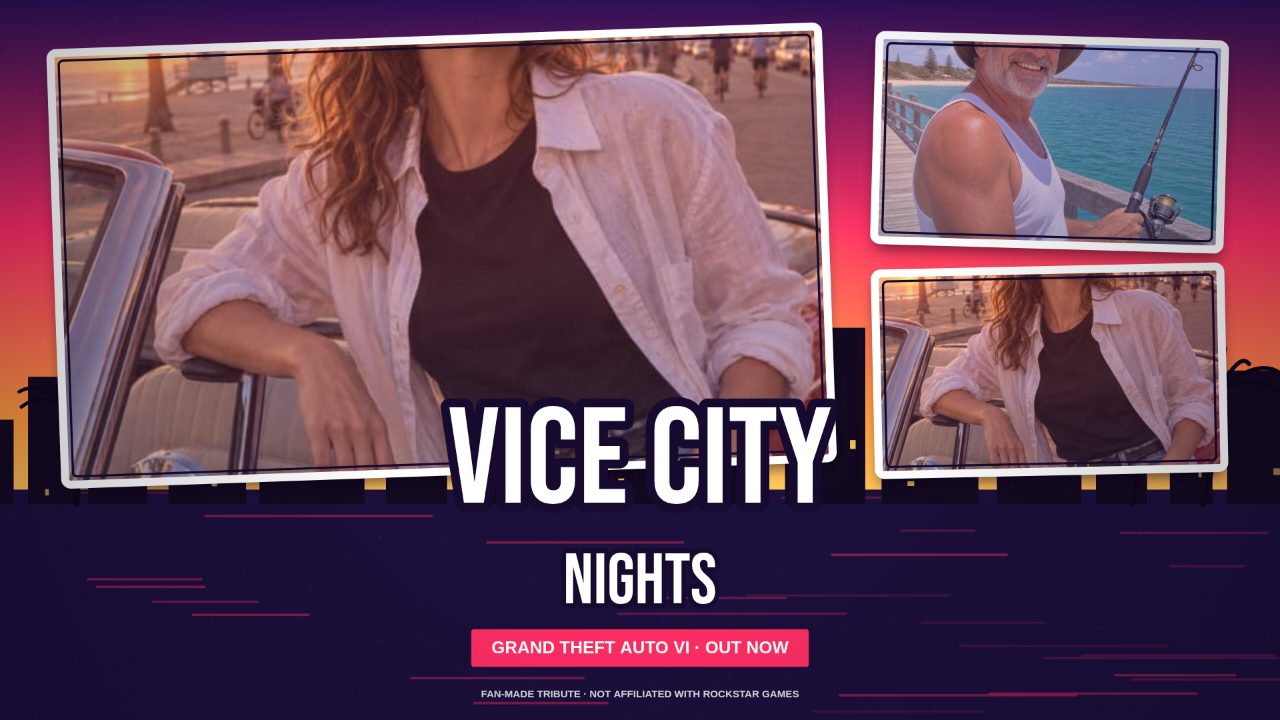 VICE CITY
NIGHTS
GRAND THEFT AUTO VI · OUT NOW
FAN-MADE TRIBUTE · NOT AFFILIATED WITH ROCKSTAR GAMES